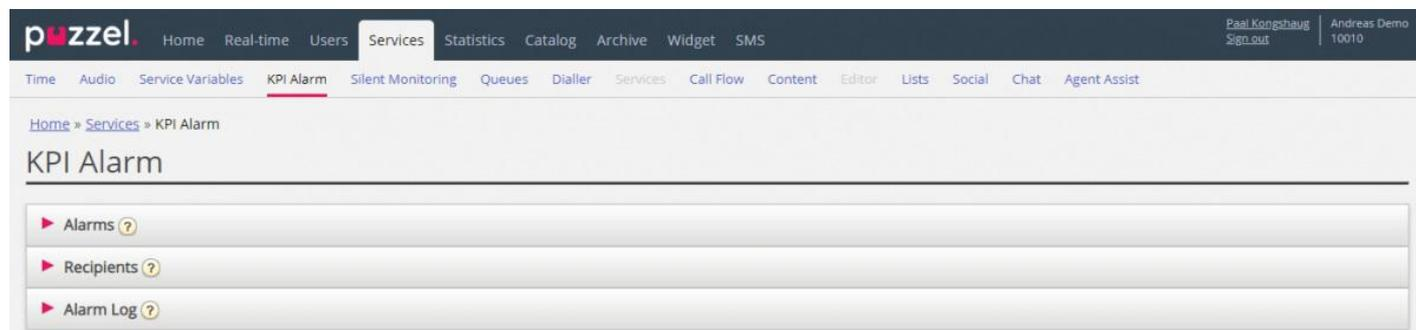 puzzel. Home Real-time Users Services Statistics Catalog Archive Widget SMS
Paal Kongshaug Andreas Demo
Sign out 10010
Time Audio Service Variables KPI Alarm Silent Monitoring Queues Dialler Services Call Flow Content Editor Lists Social Chat Agent Assist
Home » Services » KPI Alarm
KPI Alarm
Alarms ?
Recipients ?
Alarm Log ?